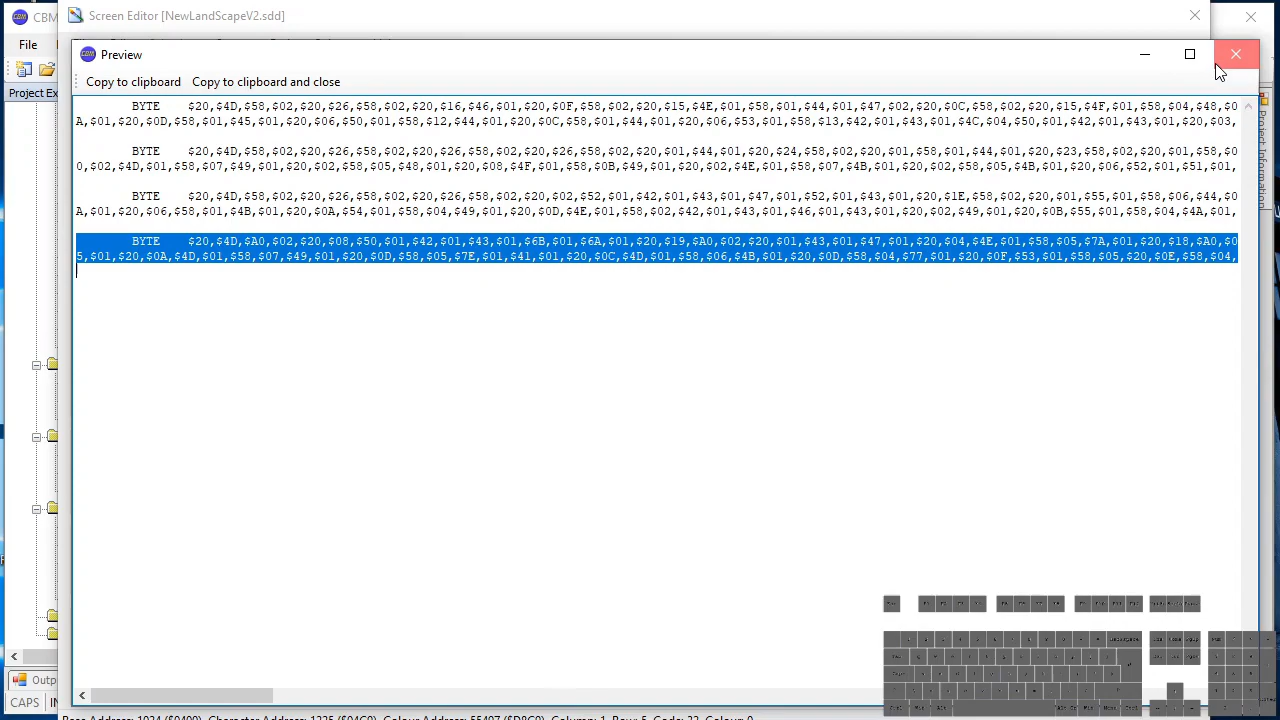 CBM
Screen Editor [NewLandScapeV2.sdd]
File
Preview
Copy to clipboard Copy to clipboard and close
Project Ex
BYTE $20,$4D,$58,$02,$20,$26,$58,$02,$20,$16,$46,$01,$20,$0F,$58,$02,$20,$15,$4E,$01,$58,$01,$44,$01,$47,$02,$20,$0C,$58,$02,$20,$15,$4F,$01,$58,$04,$48,$0
A,$01,$20,$0D,$58,$01,$45,$01,$20,$06,$50,$01,$58,$12,$44,$01,$20,$0B,$58,$01,$44,$01,$20,$06,$53,$01,$58,$13,$42,$01,$43,$01,$4C,$04,$50,$01,$42,$01,$43,$01,$20,$03,
BYTE $20,$4D,$58,$02,$20,$26,$58,$02,$20,$26,$58,$02,$20,$26,$58,$02,$20,$01,$44,$01,$20,$24,$58,$02,$20,$01,$58,$01,$44,$01,$20,$23,$58,$02,$20,$01,$58,$0
0,$02,$4D,$01,$58,$07,$49,$01,$20,$02,$58,$05,$48,$01,$20,$08,$4F,$01,$58,$0B,$49,$01,$20,$02,$4E,$01,$58,$07,$4B,$01,$20,$02,$58,$05,$4B,$01,$20,$06,$52,$01,$51,$01,
BYTE $20,$4D,$58,$02,$20,$26,$58,$02,$20,$02,$52,$01,$42,$01,$43,$01,$47,$01,$52,$01,$43,$01,$20,$1E,$58,$02,$20,$01,$55,$01,$58,$06,$44,$0
A,$01,$20,$06,$58,$01,$4B,$01,$20,$0A,$54,$01,$58,$04,$49,$01,$20,$0D,$4E,$01,$58,$02,$42,$01,$43,$01,$46,$01,$43,$01,$20,$02,$49,$01,$20,$0B,$55,$01,$58,$04,$4A,$01,
BYTE $20,$4D,$A0,$02,$20,$08,$50,$01,$42,$01,$43,$01,$6B,$01,$6A,$01,$20,$19,$A0,$02,$20,$01,$43,$01,$47,$01,$20,$04,$4E,$01,$58,$05,$7A,$01,$20,$18,$A0,$0
5,$01,$20,$0A,$4D,$01,$58,$07,$49,$01,$20,$0D,$58,$05,$7E,$01,$41,$01,$20,$0C,$4D,$01,$58,$06,$4B,$01,$20,$0D,$58,$04,$77,$01,$20,$0F,$53,$01,$58,$05,$20,$0E,$58,$04,
Project Information
Outp
CAPS